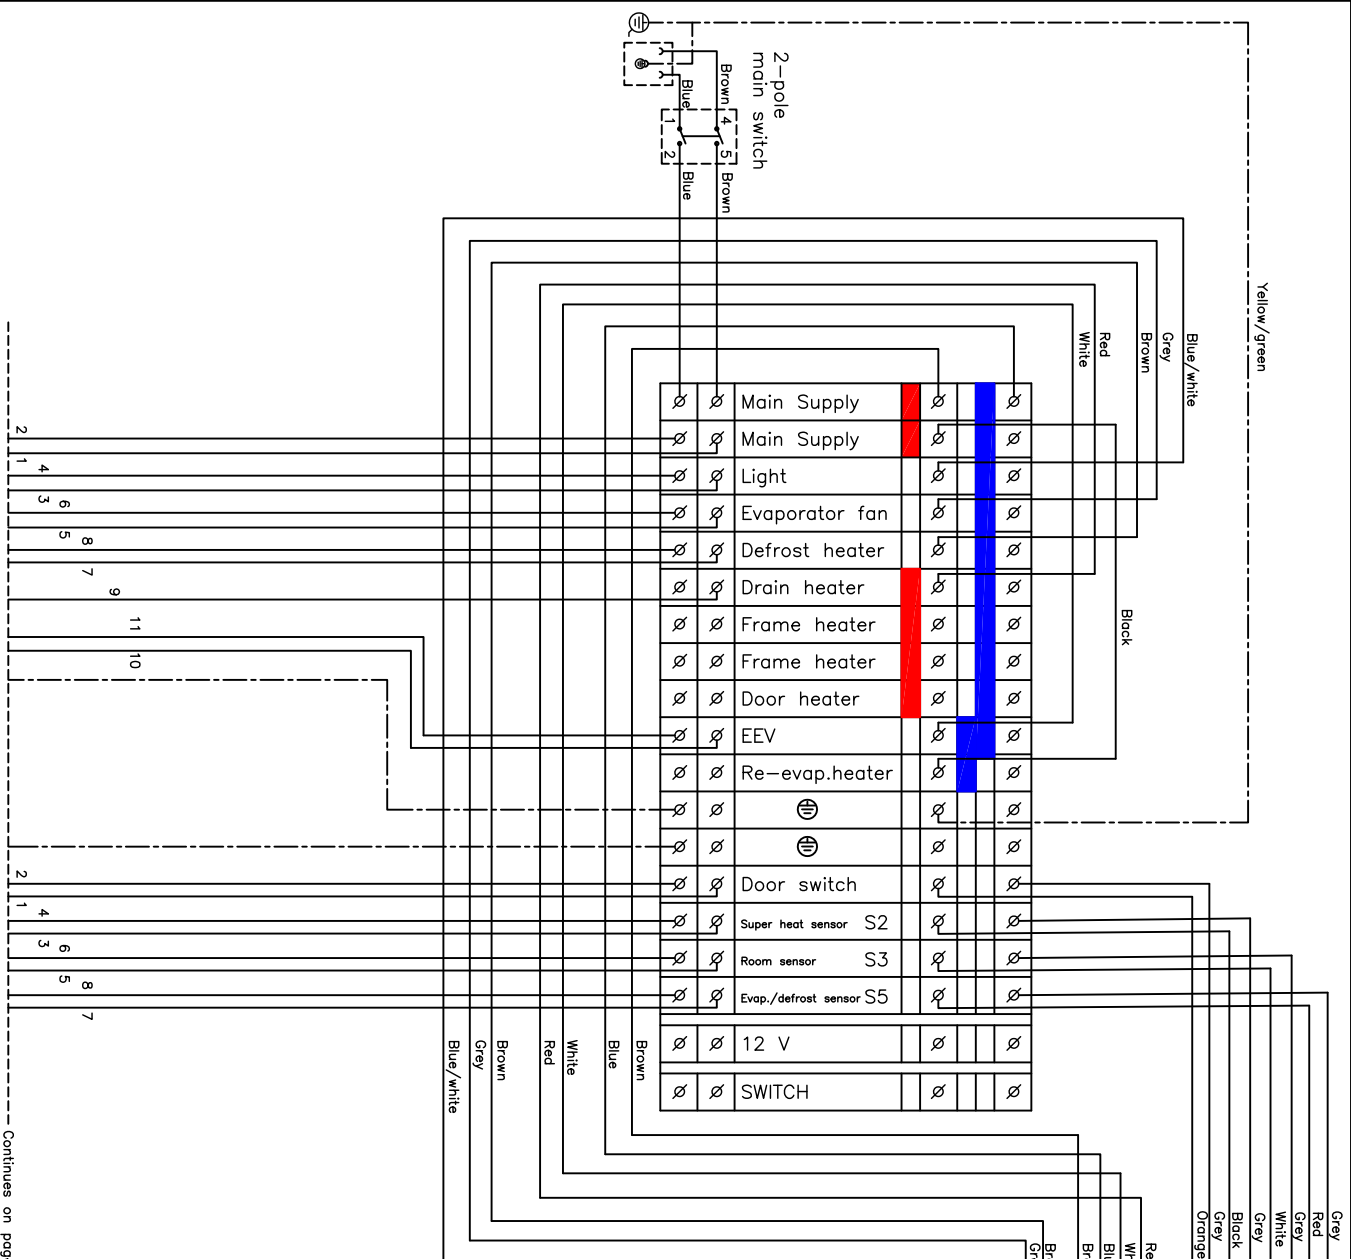 2-pole
main switch
Brown
Blue
4
1
5
2
Brown
Blue
Yellow/green
Blue/white
Grey
Brown
Red
White
Black
Main Supply
Main Supply
Light
Evaporator fan
Defrost heater
Drain heater
Frame heater
Frame heater
Door heater
EEV
Re-evap.heater
Door switch
Super heat sensor S2
Room sensor S3
Evap./defrost sensor S5
12 V
SWITCH
2
1
4
3
6
5
8
7
9
11
10
2
1
4
3
6
5
8
7
Blue/white
Grey
Brown
Red
White
Blue
Brown
Orange
Grey
Black
Grey
White
Grey
Red
Grey
Continues on